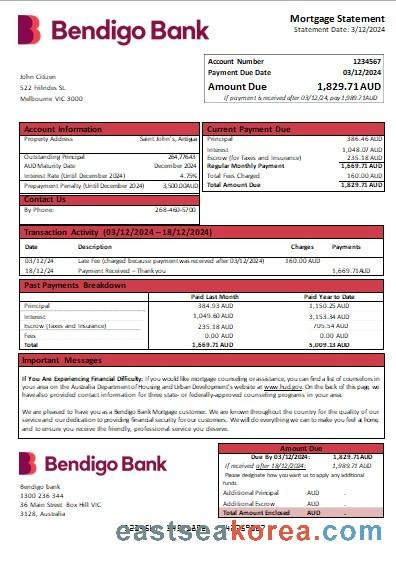 Bendigo Bank
Mortgage Statement
Statement Date: 3/12/2024
Account Number 1234567
Payment Due Date 03/12/2024
Amount Due 1,829.71AUD
If payment is received after 03/12/24, pay 1,989.71AUD
John Citizen
522 Filindes SL
Melbourne VIC 3000
Account Information
Property Address Saint John's, Antigua
Outstanding Principal 264,77643
AUD Maturity Date December 2024
Interest Rate (Until December 2024) 4.75%
Prepayment Penalty (Until December 2024) 3,500.00AUD
Contact Us
By Phone: 268-460-5700
Current Payment Due
Principal 386.46 AUD
Interest 1,048.07 AUD
Escrow (for Taxes and Insurance) 235.18 AUD
Regular Monthly Payment 1,669.71 AUD
Total Fees Charged 160.00 AUD
Total Amount Due 1,829.71 AUD
Transaction Activity (03/12/2024 – 18/12/2024)
Date Description Charges Payments
03/12/24 Late Fee (charged because payment was received after 03/12/2024) 160.00 AUD
18/12/24 Payment Received – Thank you 1,669.71AUD
Past Payments Breakdown
Paid Last Month Paid Year to Date
Principal 384.93 AUD 1,150.25 AUD
Interest 1,049.60 AUD 3,153.34 AUD
Escrow (Taxes and Insurance) 235.18 AUD 705.54 AUD
Fees 0.00 AUD 0.00 AUD
Total 1,669.71 AUD 5,009.13 AUD
Important Messages
If You Are Experiencing Financial Difficulty: If you would like mortgage counseling or assistance, you can find a list of counselors in
your area on the Australia Department of Housing and Urban Development's website at www.hud.gov. On the back of this page, we
have also provided contact information for three state- or federally-approved counseling programs in your area.
We are pleased to have you as a Bendigo Bank Mortgage customer. We are known throughout the country for the quality of our
service and our dedication to providing financial security for our customers. We will do everything we can to make you feel at home,
and to ensure you receive the friendly, professional service you deserve.
Bendigo Bank
Bendigo bank
1300 236 344
36 Main Street Box Hill VIC
3128, Australia
Amount Due
Due By 03/12/2024: 1,829.71AUD
if received after 18/12/2024: 1,989.71 AUD
Please designate how you want us to apply any additional
funds.
Additional Principal AUD .
Additional Escrow AUD .
Total Amount Enclosed AUD .
eastseakorea.com